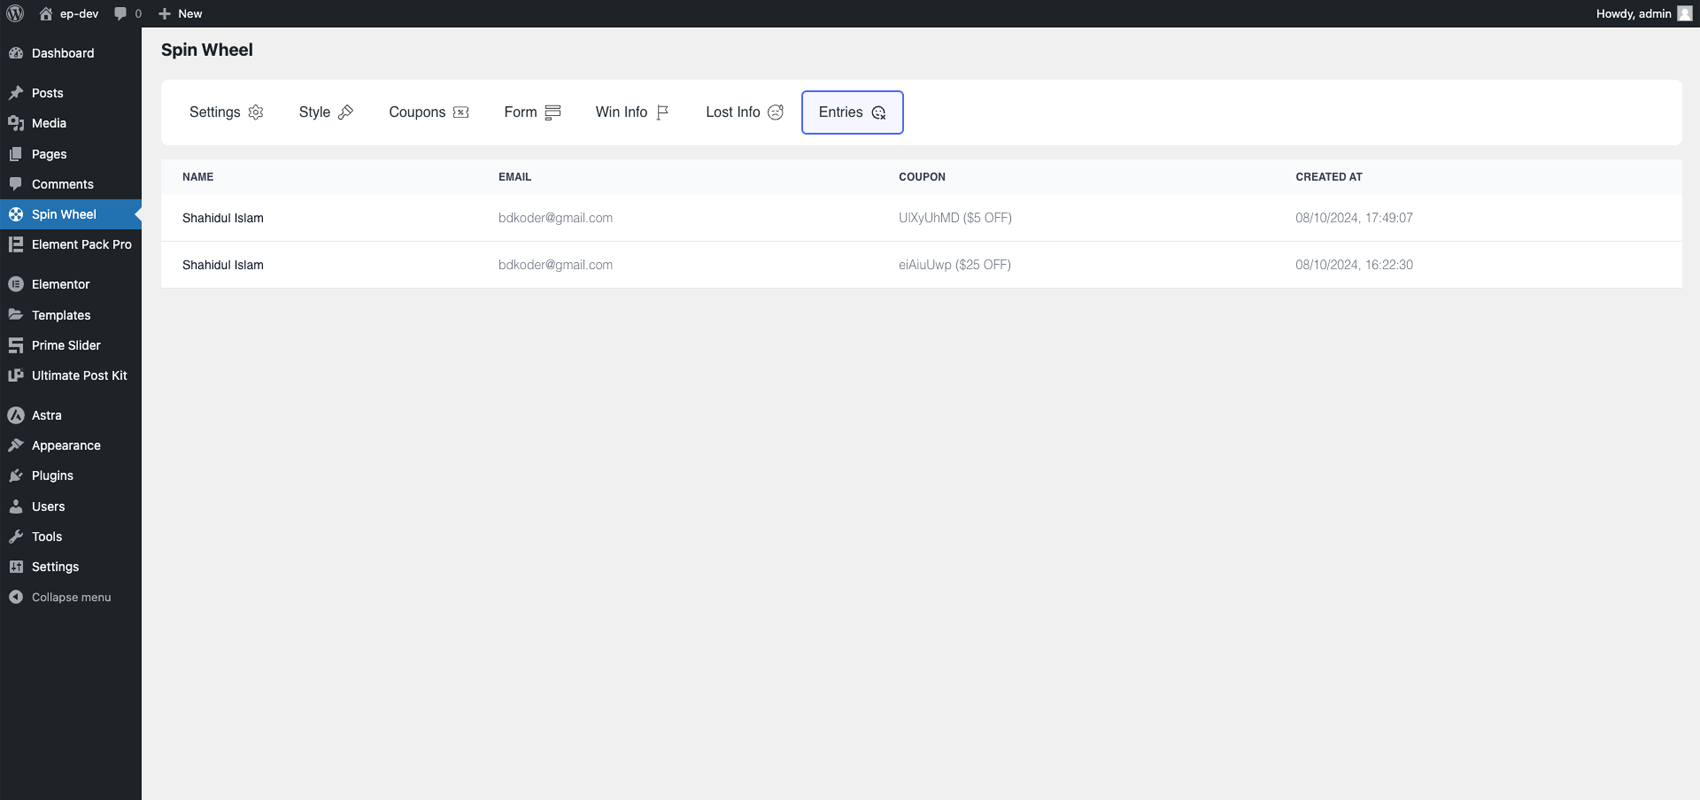 ep-dev 0 New Howdy, admin
Dashboard
Posts
Media
Pages
Comments
Spin Wheel
Element Pack Pro
Elementor
Templates
Prime Slider
Ultimate Post Kit
Astra
Appearance
Plugins
Users
Tools
Settings
Collapse menu
Spin Wheel
Settings Style Coupons Form Win Info Lost Info Entries
NAME EMAIL COUPON CREATED AT
Shahidul Islam bdkoder@gmail.com UlXyUhMD ($5 OFF) 08/10/2024, 17:49:07
Shahidul Islam bdkoder@gmail.com eiAiuUwp ($25 OFF) 08/10/2024, 16:22:30